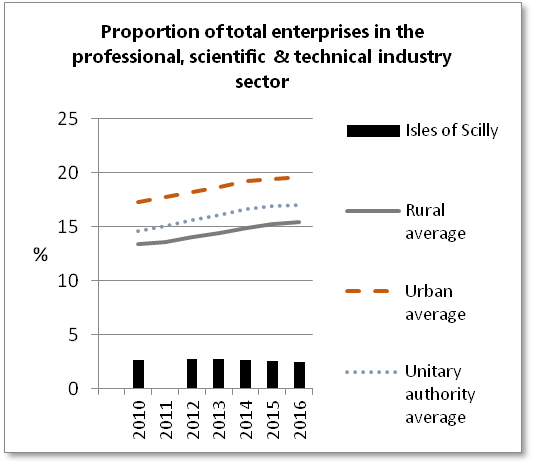 Proportion of total enterprises in the
professional, scientific & technical industry
sector
25
20
15
10
5
0
%
2010
2011
2012
2013
2014
2015
2016
Isles of Scilly
Rural
average
Urban
average
Unitary
authority
average